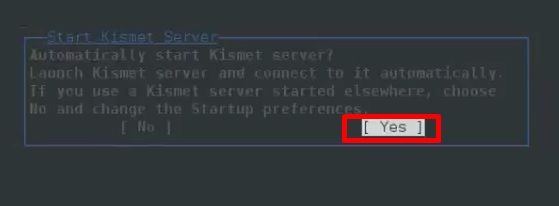 Start Kismet Server
Automatically start Kismet server?
Launch Kismet server and connect to it automatically.
If you use a Kismet server started elsewhere, choose
No and change the Startup preferences.
[ No ] [ Yes ]